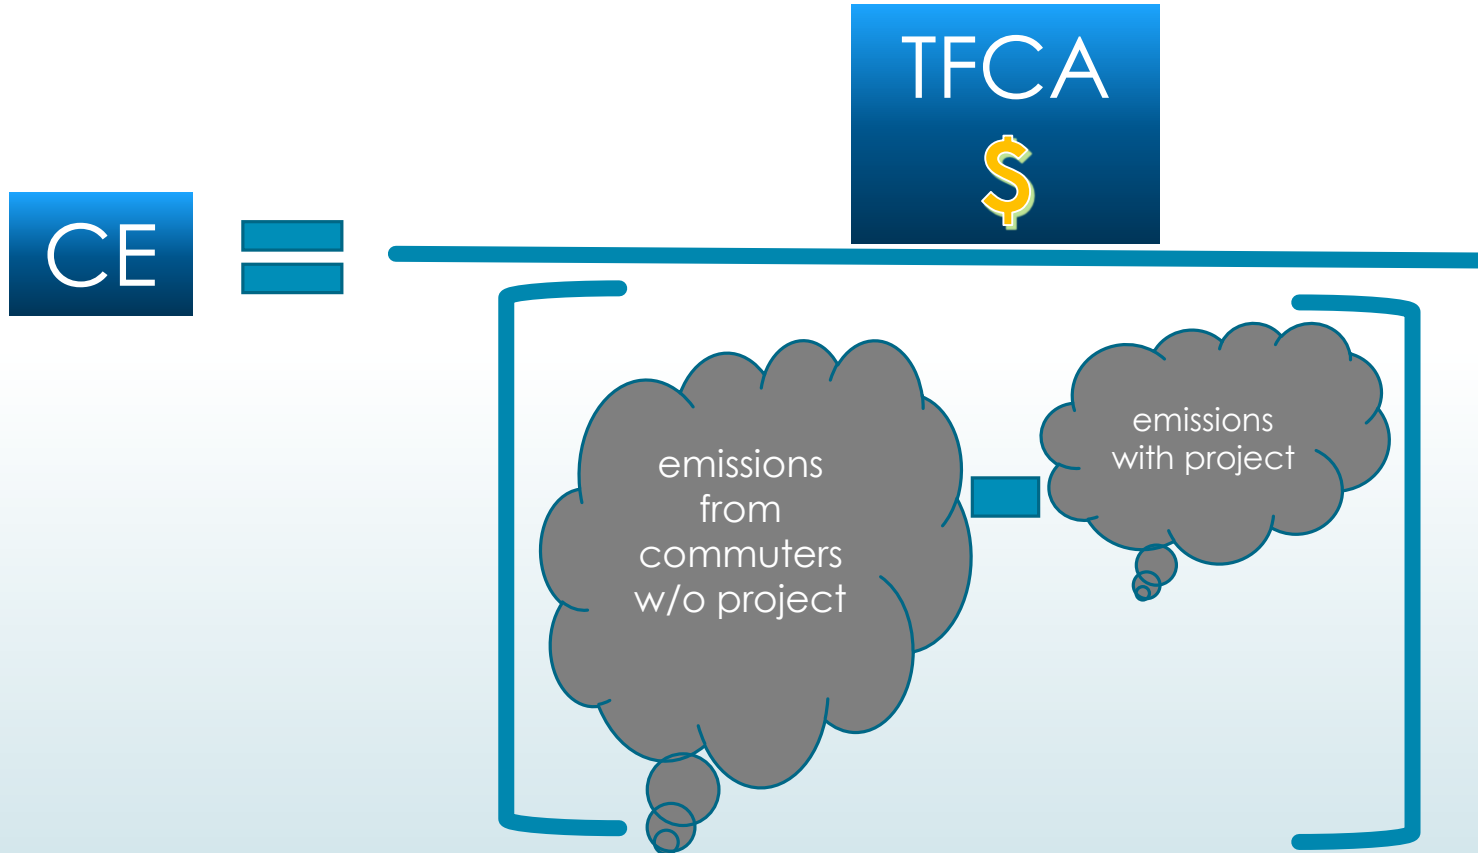 TFCA
$
CE
emissions
from
commuters
w/o project
emissions
with project